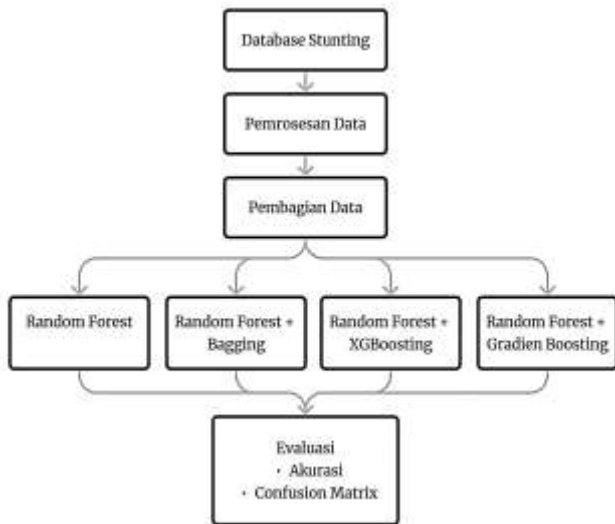 Database Stunting
Pemrosesan Data
Pembagian Data
Random Forest
Random Forest +
Bagging
Random Forest +
XGBoosting
Random Forest +
Gradien Boosting
Evaluasi
• Akurasi
• Confusion Matrix